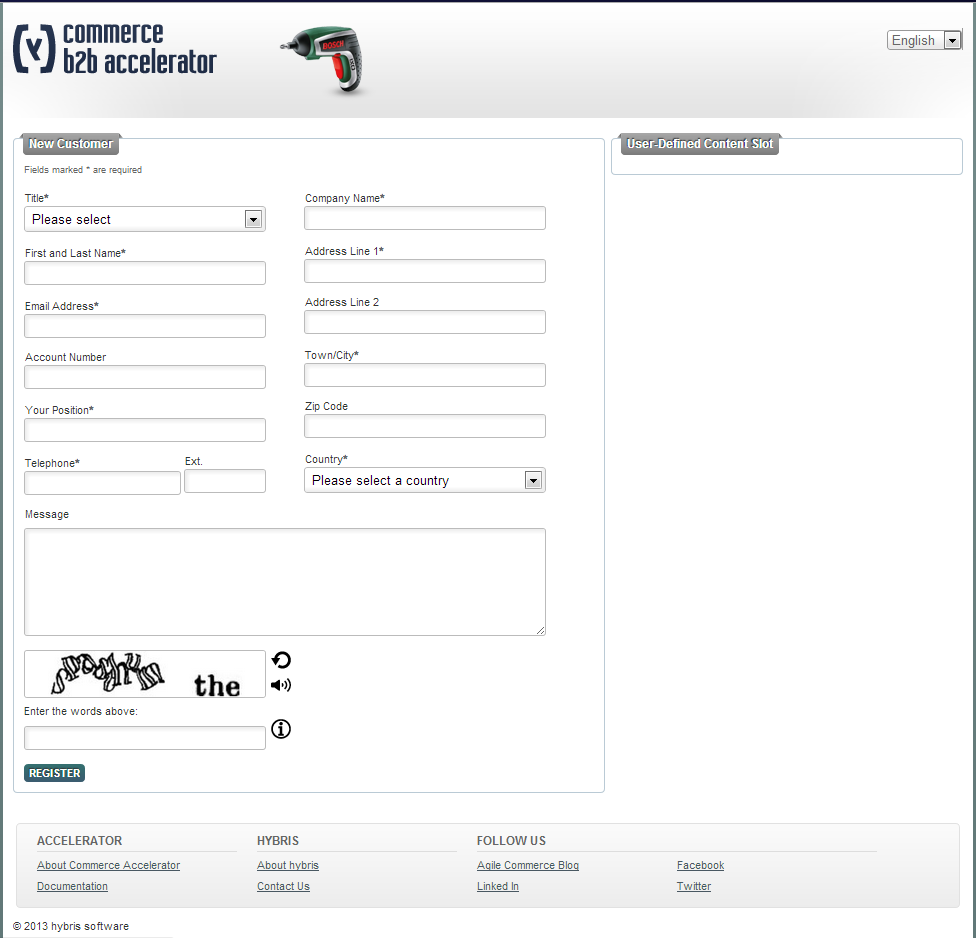 (y) commerce
b2b accelerator
BOSCH
English
New Customer
User-Defined Content Slot
Fields marked * are required
Title*
Please select
Company Name*
First and Last Name*
Address Line 1*
Email Address*
Address Line 2
Account Number
Town/City*
Your Position*
Zip Code
Telephone*
Ext.
Country*
Please select a country
Message
the
Enter the words above:
REGISTER
ACCELERATOR
About Commerce Accelerator
Documentation
HYBRIS
About hybris
Contact Us
FOLLOW US
Agile Commerce Blog
Linked In
Facebook
Twitter
© 2013 hybris software